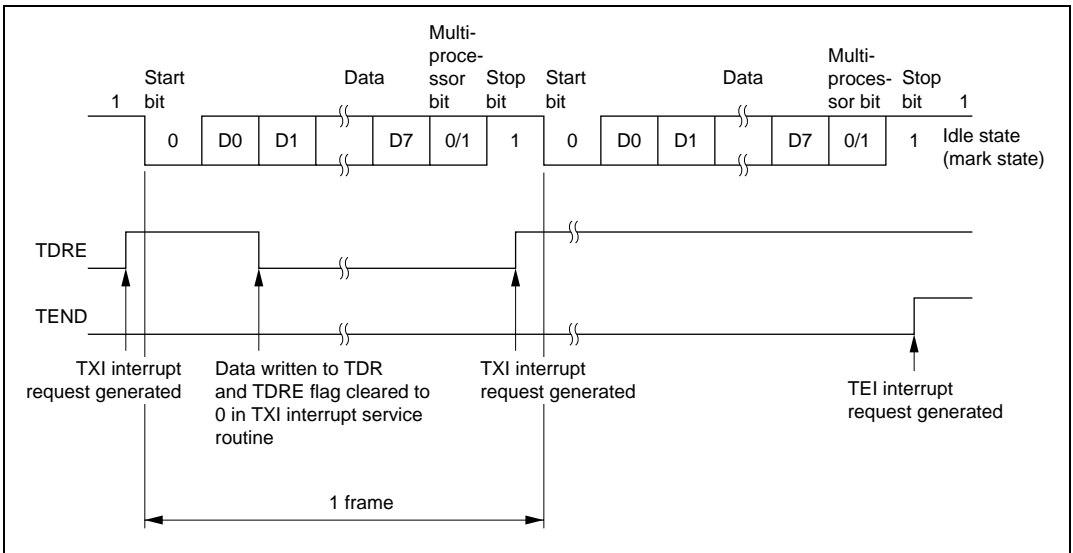 Multi-
proce-
ssor
bit
Multi-
proces-
sor bit
Start
bit
Data
Stop
bit
Start
bit
Data
Stop
bit
1
1
0
D0
D1
D7
0/1
1
0
D0
D1
D7
0/1
1
Idle state
(mark state)
TDRE
TEND
TXI interrupt
request generated
Data written to TDR
and TDRE flag cleared to
0 in TXI interrupt service
routine
TXI interrupt
request generated
TEI interrupt
request generated
1 frame